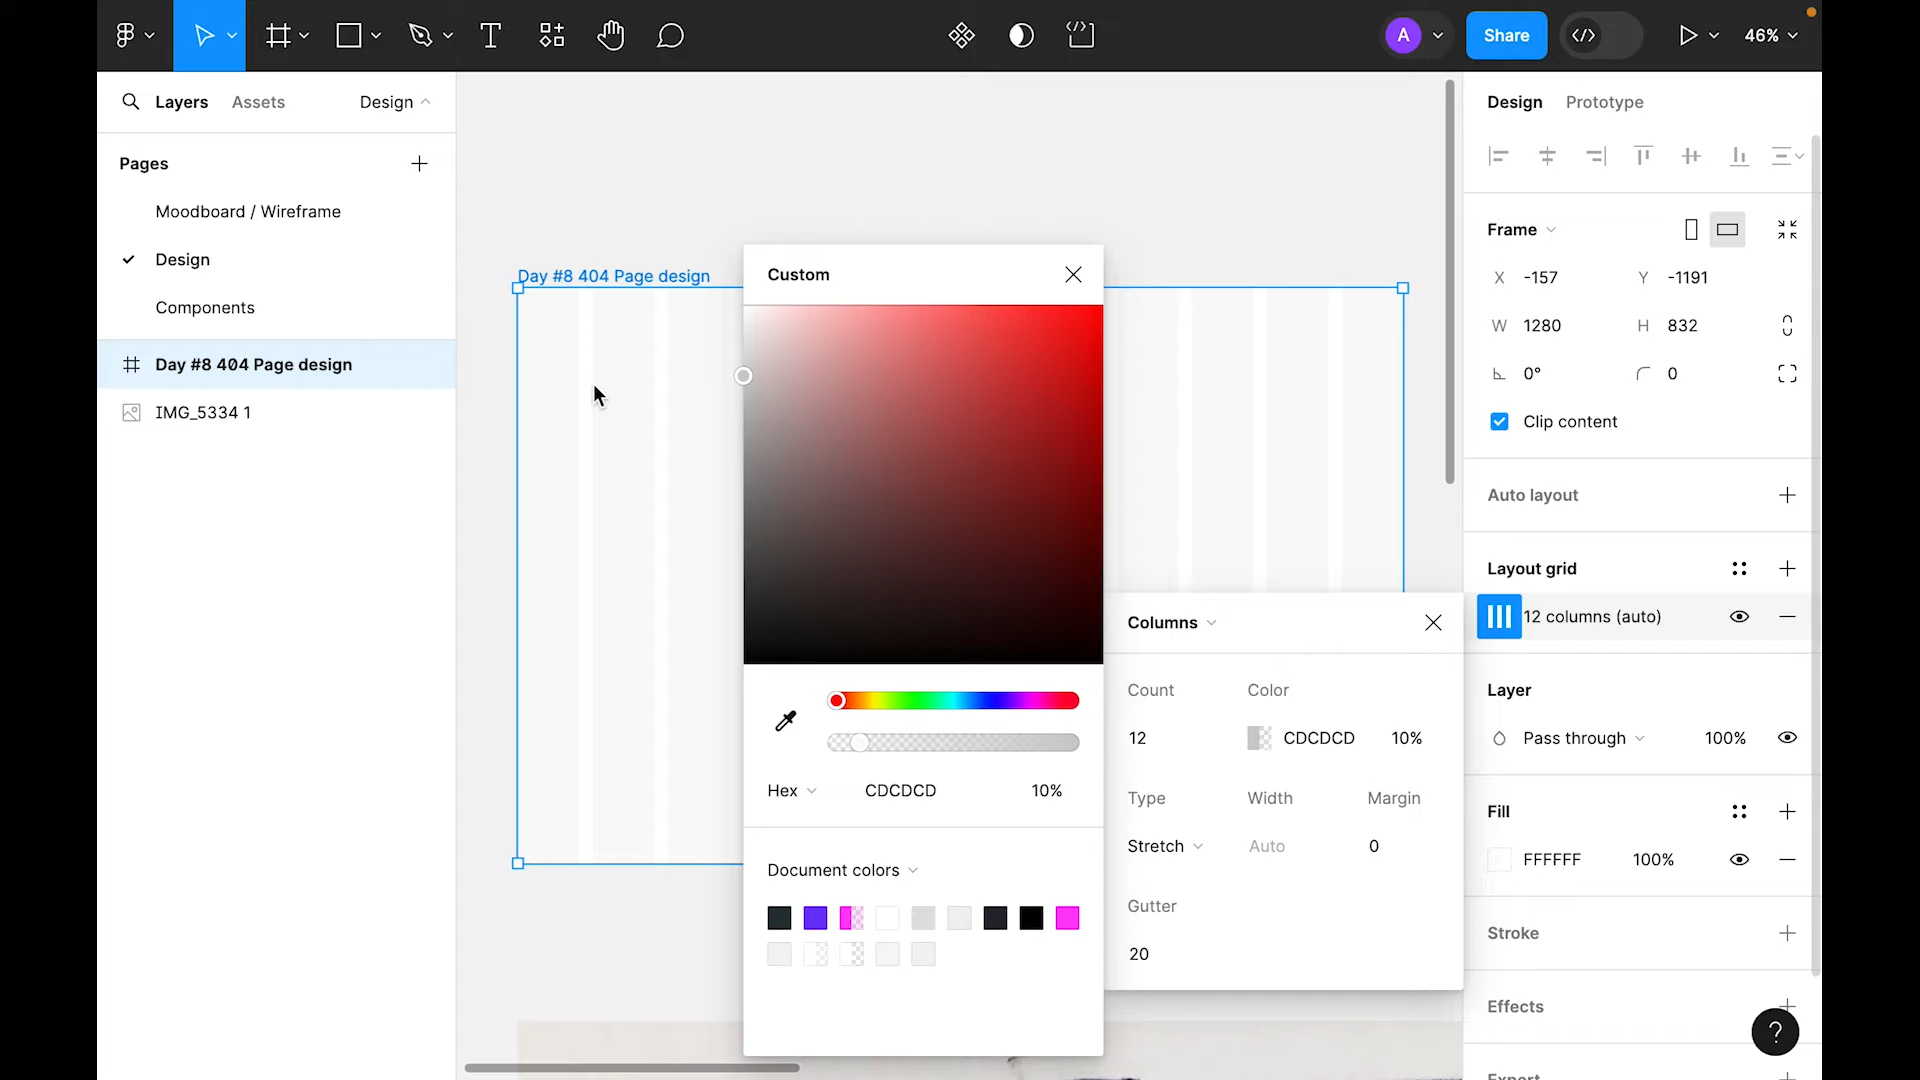 A
Share
46%
Layers
Assets
Design
Pages
Moodboard / Wireframe
Design
Components
Day #8 404 Page design
IMG_5334 1
Day #8 404 Page design
Custom
Hex
CDCDCD
10%
Document colors
Columns
Count
Color
12
CDCDCD
10%
Type
Width
Margin
Stretch
Auto
0
Gutter
20
Design
Prototype
Frame
X -157
Y -1191
W 1280
H 832
0°
0
Clip content
Auto layout
Layout grid
12 columns (auto)
Layer
Pass through
100%
Fill
FFFFFF
100%
Stroke
Effects
?
Export